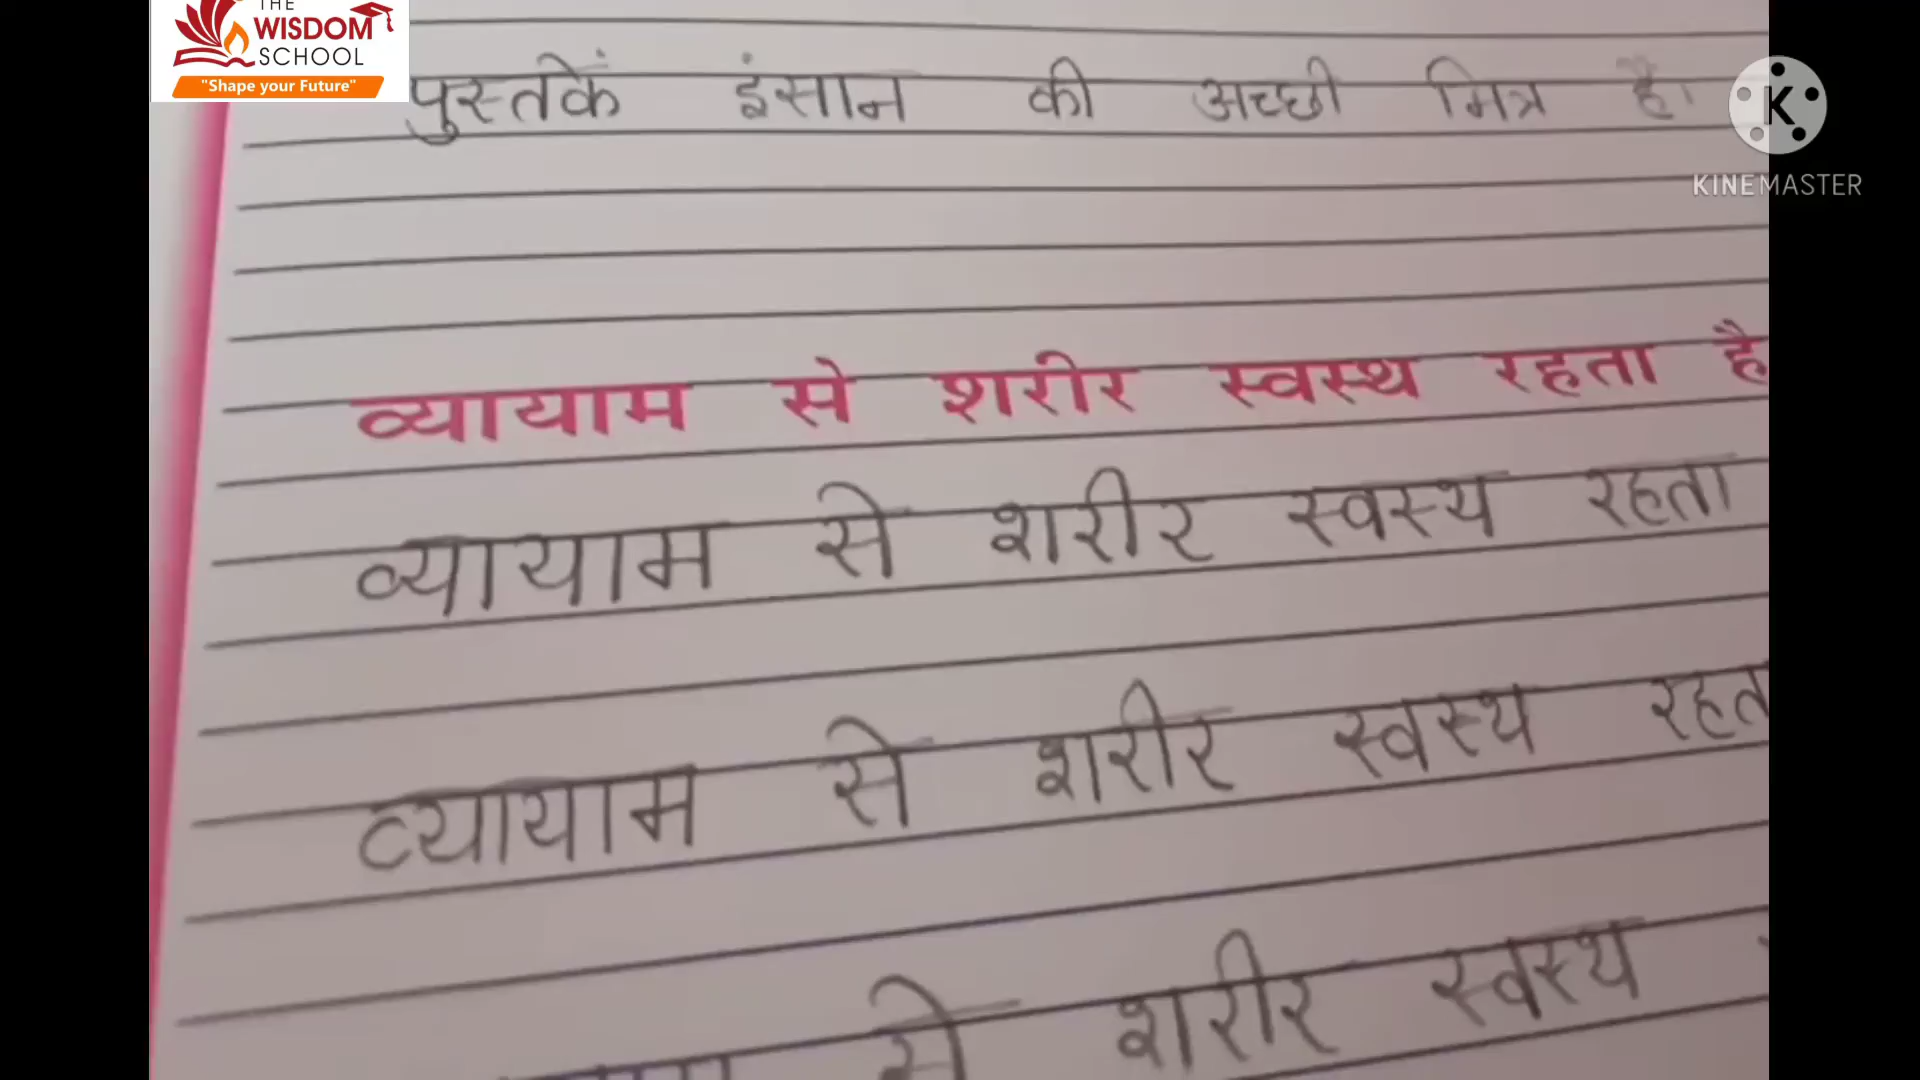 THE
WISDOM
SCHOOL
"Shape your Future"
पुस्तकें इंसान की अच्छी मित्र है।
K
KINEMASTER
व्यायाम से शरीर स्वस्थ रहता है
व्यायाम से शरीर स्वस्थ रहता
व्यायाम से शरीर स्वस्थ रहत
से शरीर स्वस्थ